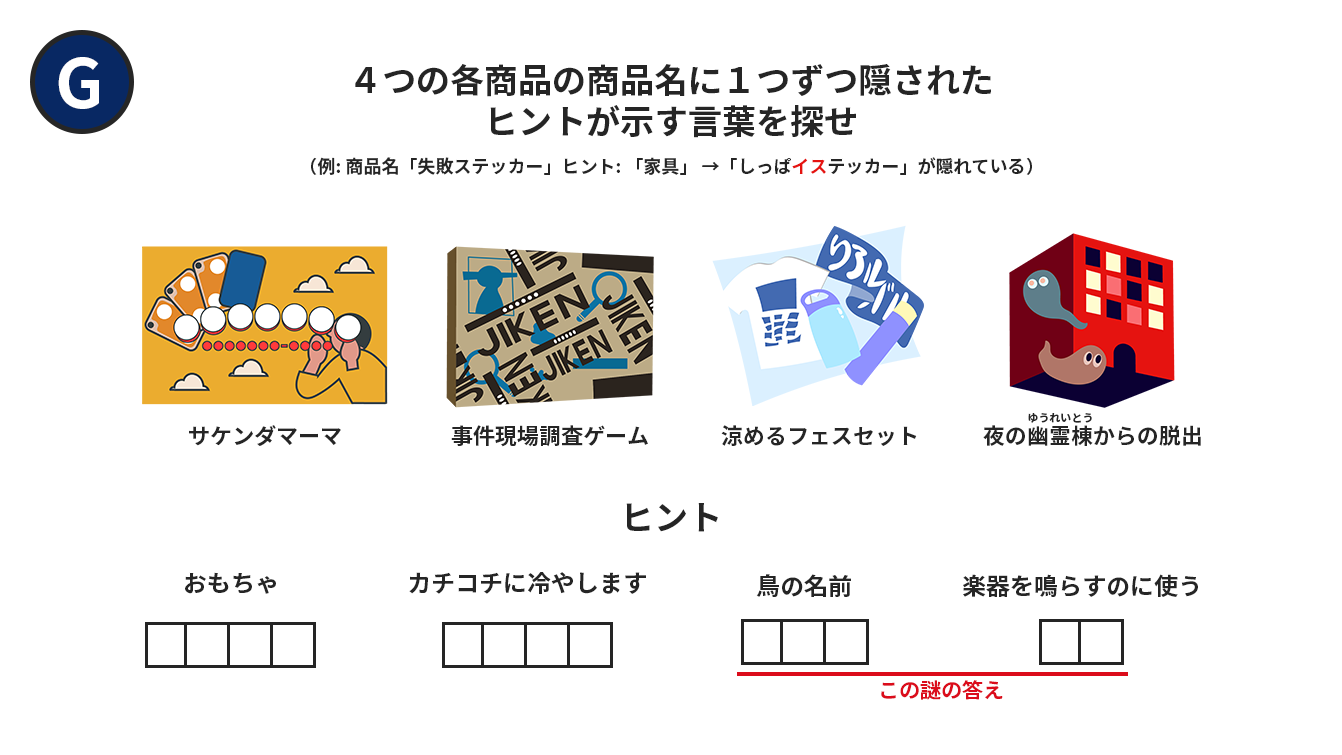 G
４つの各商品の商品名に１つずつ隠された
ヒントが示す言葉を探せ
（例: 商品名「失敗ステッカー」ヒント: 「家具」 →「しっぱイステッカー」が隠れている）
りふルバー
JIKEN
JIKEN
JIKEN
JIKEN
サケンダマーマ
事件現場調査ゲーム
涼めるフェスセット
ゆうれいとう
夜の幽霊棟からの脱出
ヒント
おもちゃ
カチコチに冷やします
鳥の名前
楽器を鳴らすのに使う
この謎の答え